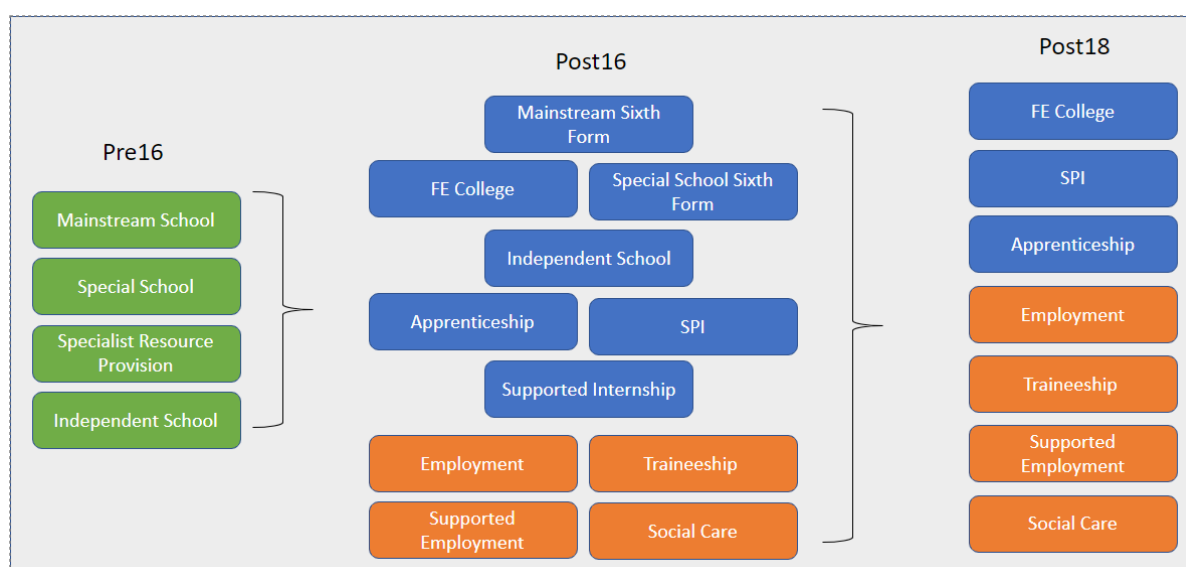 Pre16
Mainstream School
Special School
Specialist Resource
Provision
Independent School
Post16
Mainstream Sixth
Form
FE College
Special School Sixth
Form
Independent School
Apprenticeship
SPI
Supported Internship
Employment
Traineeship
Supported
Employment
Social Care
Post18
FE College
SPI
Apprenticeship
Employment
Traineeship
Supported
Employment
Social Care